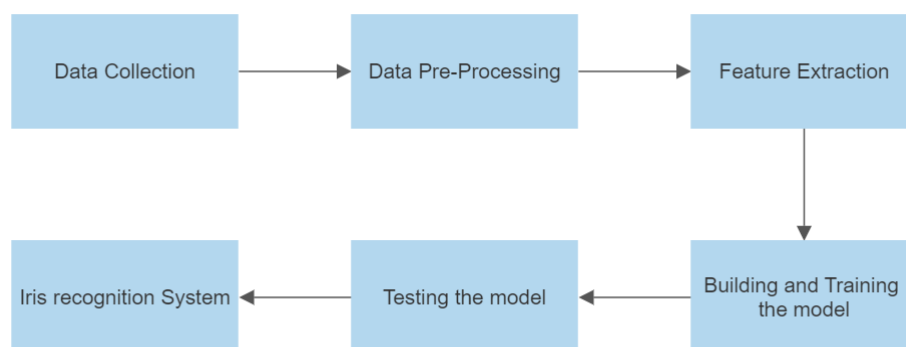 Data Collection
Data Pre-Processing
Feature Extraction
Building and Training
the model
Testing the model
Iris recognition System